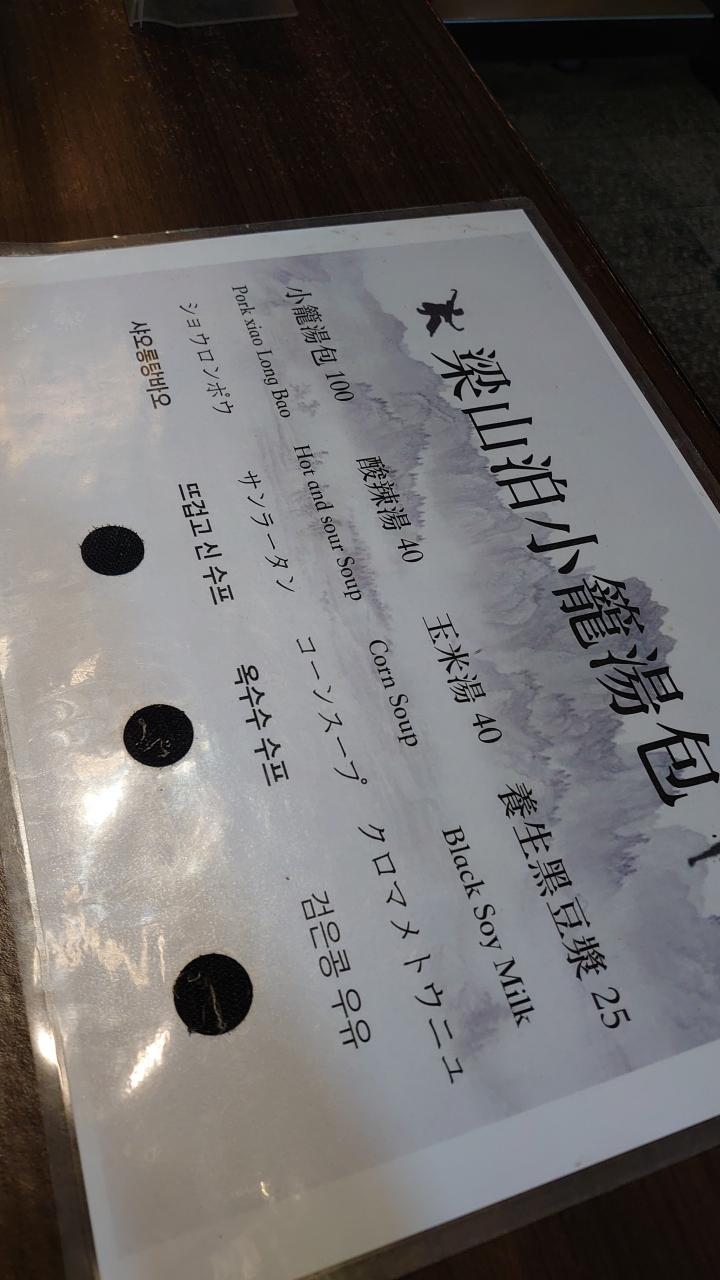 梁山泊小籠湯包
小籠湯包 100
Pork xiao Long Bao
ショウロンポウ
샤오롱탕바오
酸辣湯 40
Hot and sour Soup
サンラータン
뜨겁고 신 수프
玉米湯 40
Corn Soup
コーンスープ
옥수수 수프
養生黑豆漿 25
Black Soy Milk
クロマメトウニュ
검은콩 우유